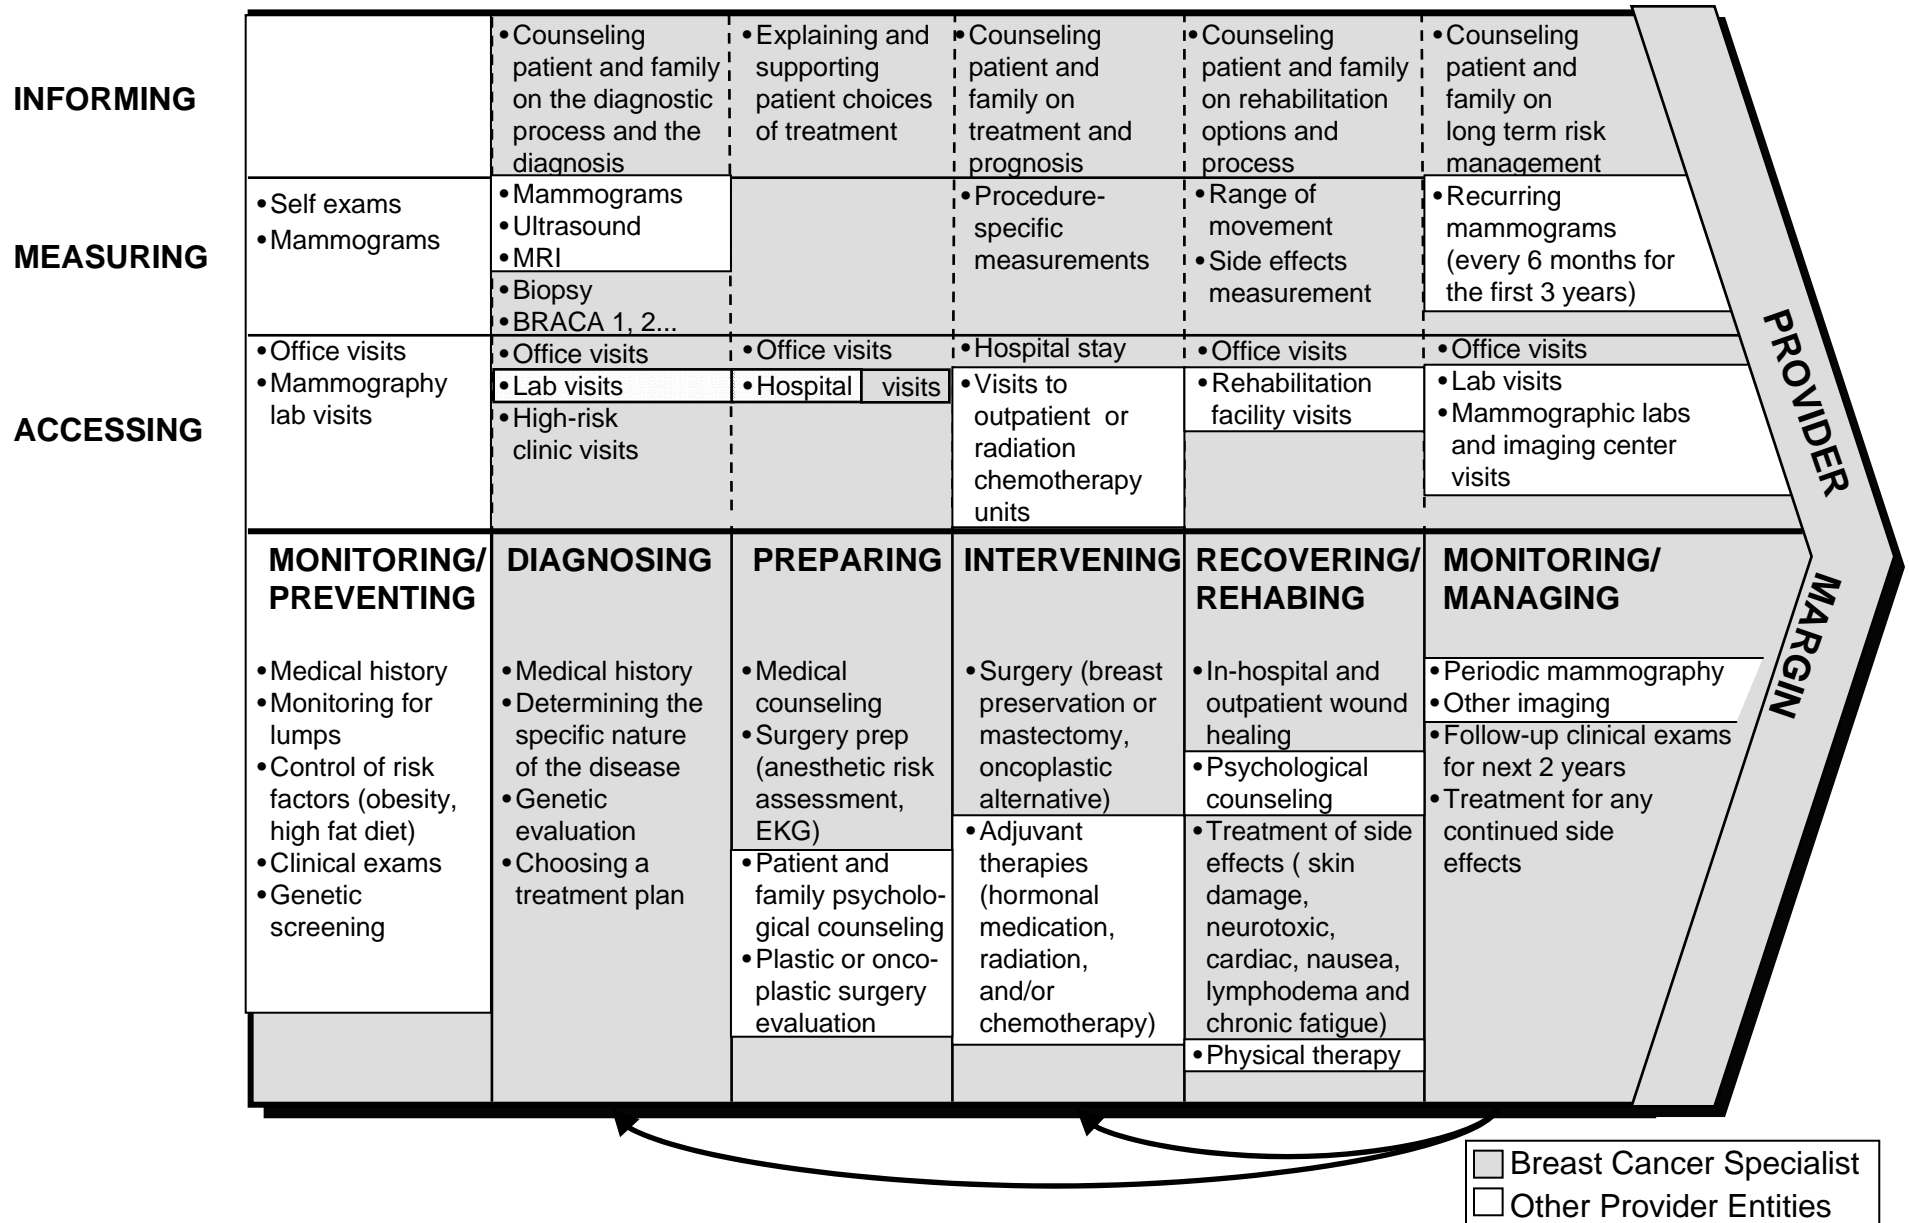 INFORMING
• Counseling
patient and family
on the diagnostic
process and the
diagnosis
• Explaining and
supporting
patient choices
of treatment
• Counseling
patient and
family on
treatment and
prognosis
• Counseling
patient and family
on rehabilitation
options and
process
• Counseling
patient and
family on
long term risk
management
MEASURING
• Self exams
• Mammograms
• Mammograms
• Ultrasound
• MRI
• Biopsy
• BRACA 1, 2...
• Procedure-
specific
measurements
• Range of
movement
• Side effects
measurement
• Recurring
mammograms
(every 6 months for
the first 3 years)
ACCESSING
• Office visits
• Mammography
lab visits
• Office visits
• Lab visits
• High-risk
clinic visits
• Office visits
• Hospital visits
• Hospital stay
• Visits to
outpatient or
radiation
chemotherapy
units
• Office visits
• Rehabilitation
facility visits
• Office visits
• Lab visits
• Mammographic labs
and imaging center
visits
MONITORING/
PREVENTING
• Medical history
• Monitoring for
lumps
• Control of risk
factors (obesity,
high fat diet)
• Clinical exams
• Genetic
screening
DIAGNOSING
• Medical history
• Determining the
specific nature
of the disease
• Genetic
evaluation
• Choosing a
treatment plan
PREPARING
• Medical
counseling
• Surgery prep
(anesthetic risk
assessment,
EKG)
• Patient and
family psycholo-
gical counseling
• Plastic or onco-
plastic surgery
evaluation
INTERVENING
• Surgery (breast
preservation or
mastectomy,
oncoplastic
alternative)
• Adjuvant
therapies
(hormonal
medication,
radiation,
and/or
chemotherapy)
RECOVERING/
REHABING
• In-hospital and
outpatient wound
healing
• Psychological
counseling
• Treatment of side
effects ( skin
damage,
neurotoxic,
cardiac, nausea,
lymphodema and
chronic fatigue)
• Physical therapy
MONITORING/
MANAGING
• Periodic mammography
• Other imaging
• Follow-up clinical exams
for next 2 years
• Treatment for any
continued side
effects
PROVIDER
MARGIN
Breast Cancer Specialist
Other Provider Entities